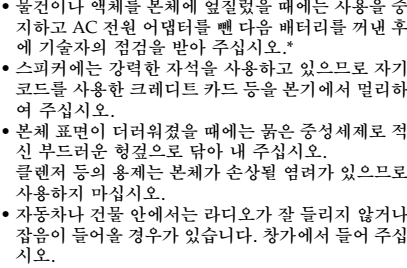 • 물건이나 액체를 본체에 엎질렀을 때에는 사용을 중
지하고 AC 전원 어댑터를 뺀 다음 배터리를 꺼낸 후
에 기술자의 점검을 받아 주십시오.*
• 스피커에는 강력한 자석을 사용하고 있으므로 자기
코드를 사용한 크레디트 카드 등을 본기에서 멀리하
여 주십시오.
• 본체 표면이 더러워졌을 때에는 묽은 중성세제로 적
신 부드러운 헝겊으로 닦아 내 주십시오.
클렌저 등의 용제는 본체가 손상될 염려가 있으므로
사용하지 마십시오.
• 자동차나 건물 안에서는 라디오가 잘 들리지 않거나
잡음이 들어올 경우가 있습니다. 창가에서 들어 주십
시오.